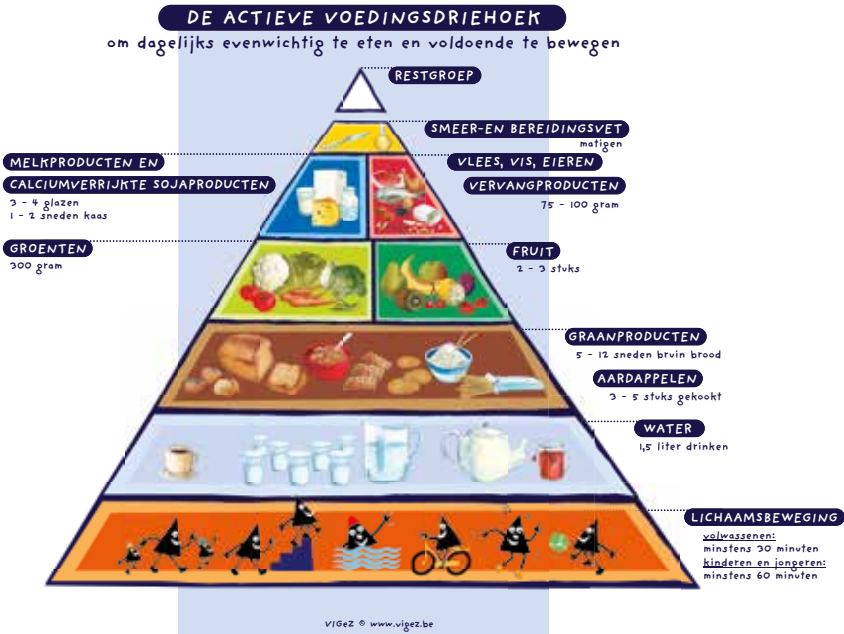 DE ACTIEVE VOEDINGSDRIEHOEK
om dagelijks evenwichtig te eten en voldoende te bewegen
RESTGROEP
SMEER-EN BEREIDINGSVET
matigen
MELKPRODUCTEN EN
CALCIUMVERRIJKTE SOJAPRODUCTEN
3 - 4 glazen
1 - 2 sneden kaas
VLEES, VIS, EIEREN
VERVANGPRODUCTEN
75 - 100 gram
GROENTEN
300 gram
FRUIT
2 - 3 stuks
GRAANPRODUCTEN
5 - 12 sneden bruin brood
AARDAPPELEN
3 - 5 stuks gekookt
WATER
1,5 liter drinken
LICHAAMSBEWEGING
volwassenen:
minstens 30 minuten
kinderen en jongeren:
minstens 60 minuten
VIGeZ © www.vigez.be